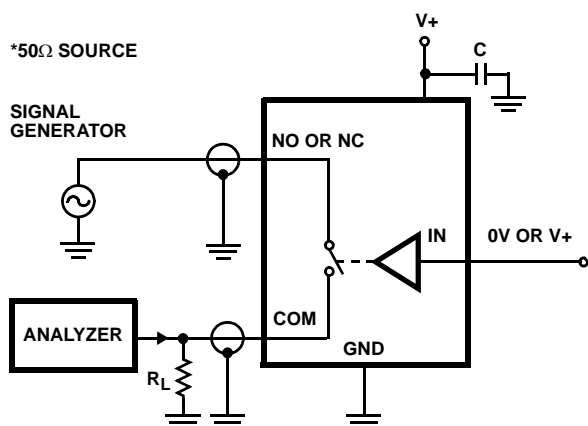 V+
*50Ω SOURCE
C
SIGNAL
GENERATOR
NO OR NC
IN
0V OR V+
COM
ANALYZER
GND
RL